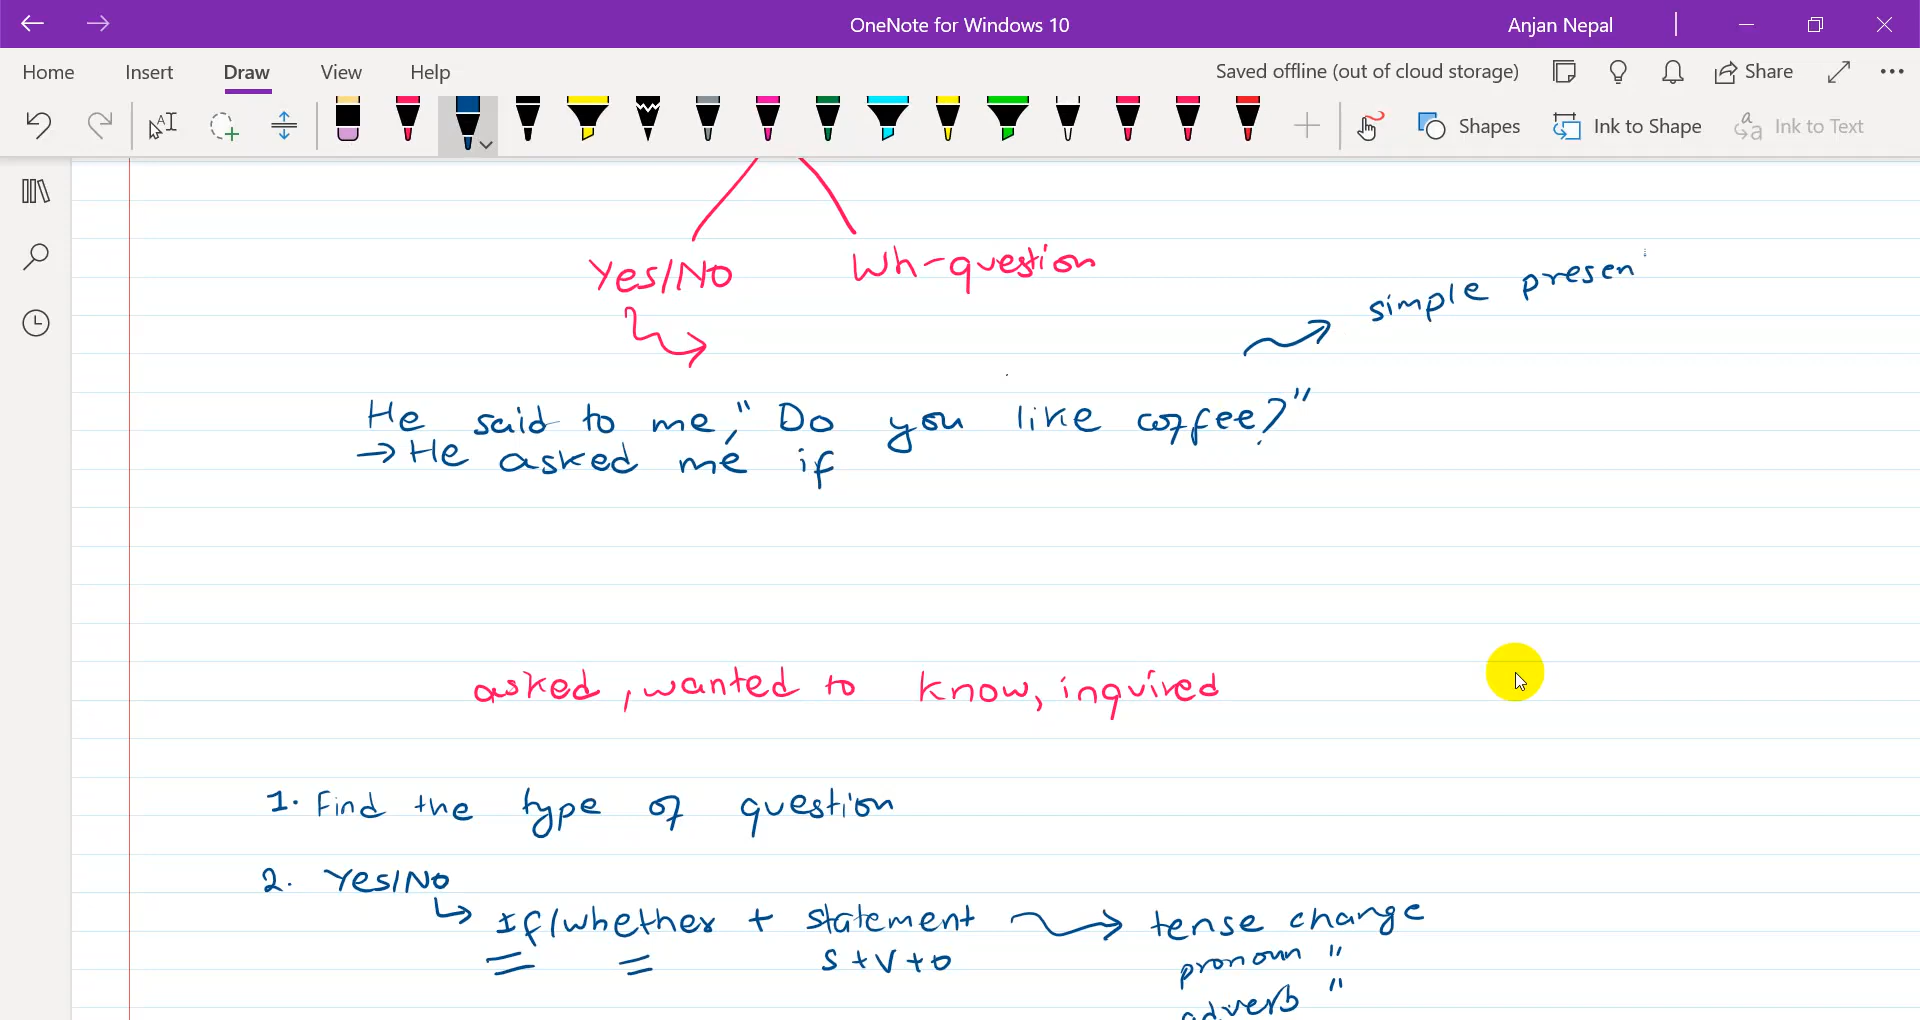 OneNote for Windows 10
Anjan Nepal
Home Insert Draw View Help
Saved offline (out of cloud storage)
Share
Shapes
Ink to Shape
Ink to Text
Yes/No
Wh-question
simple presen
He said to me," Do you like coffee?"
→ He asked me if
asked, wanted to know, inquired
1. Find the type of question
2. Yes/No
If/whether + statement
tense change
S+V+O
pronoun "
adverb "